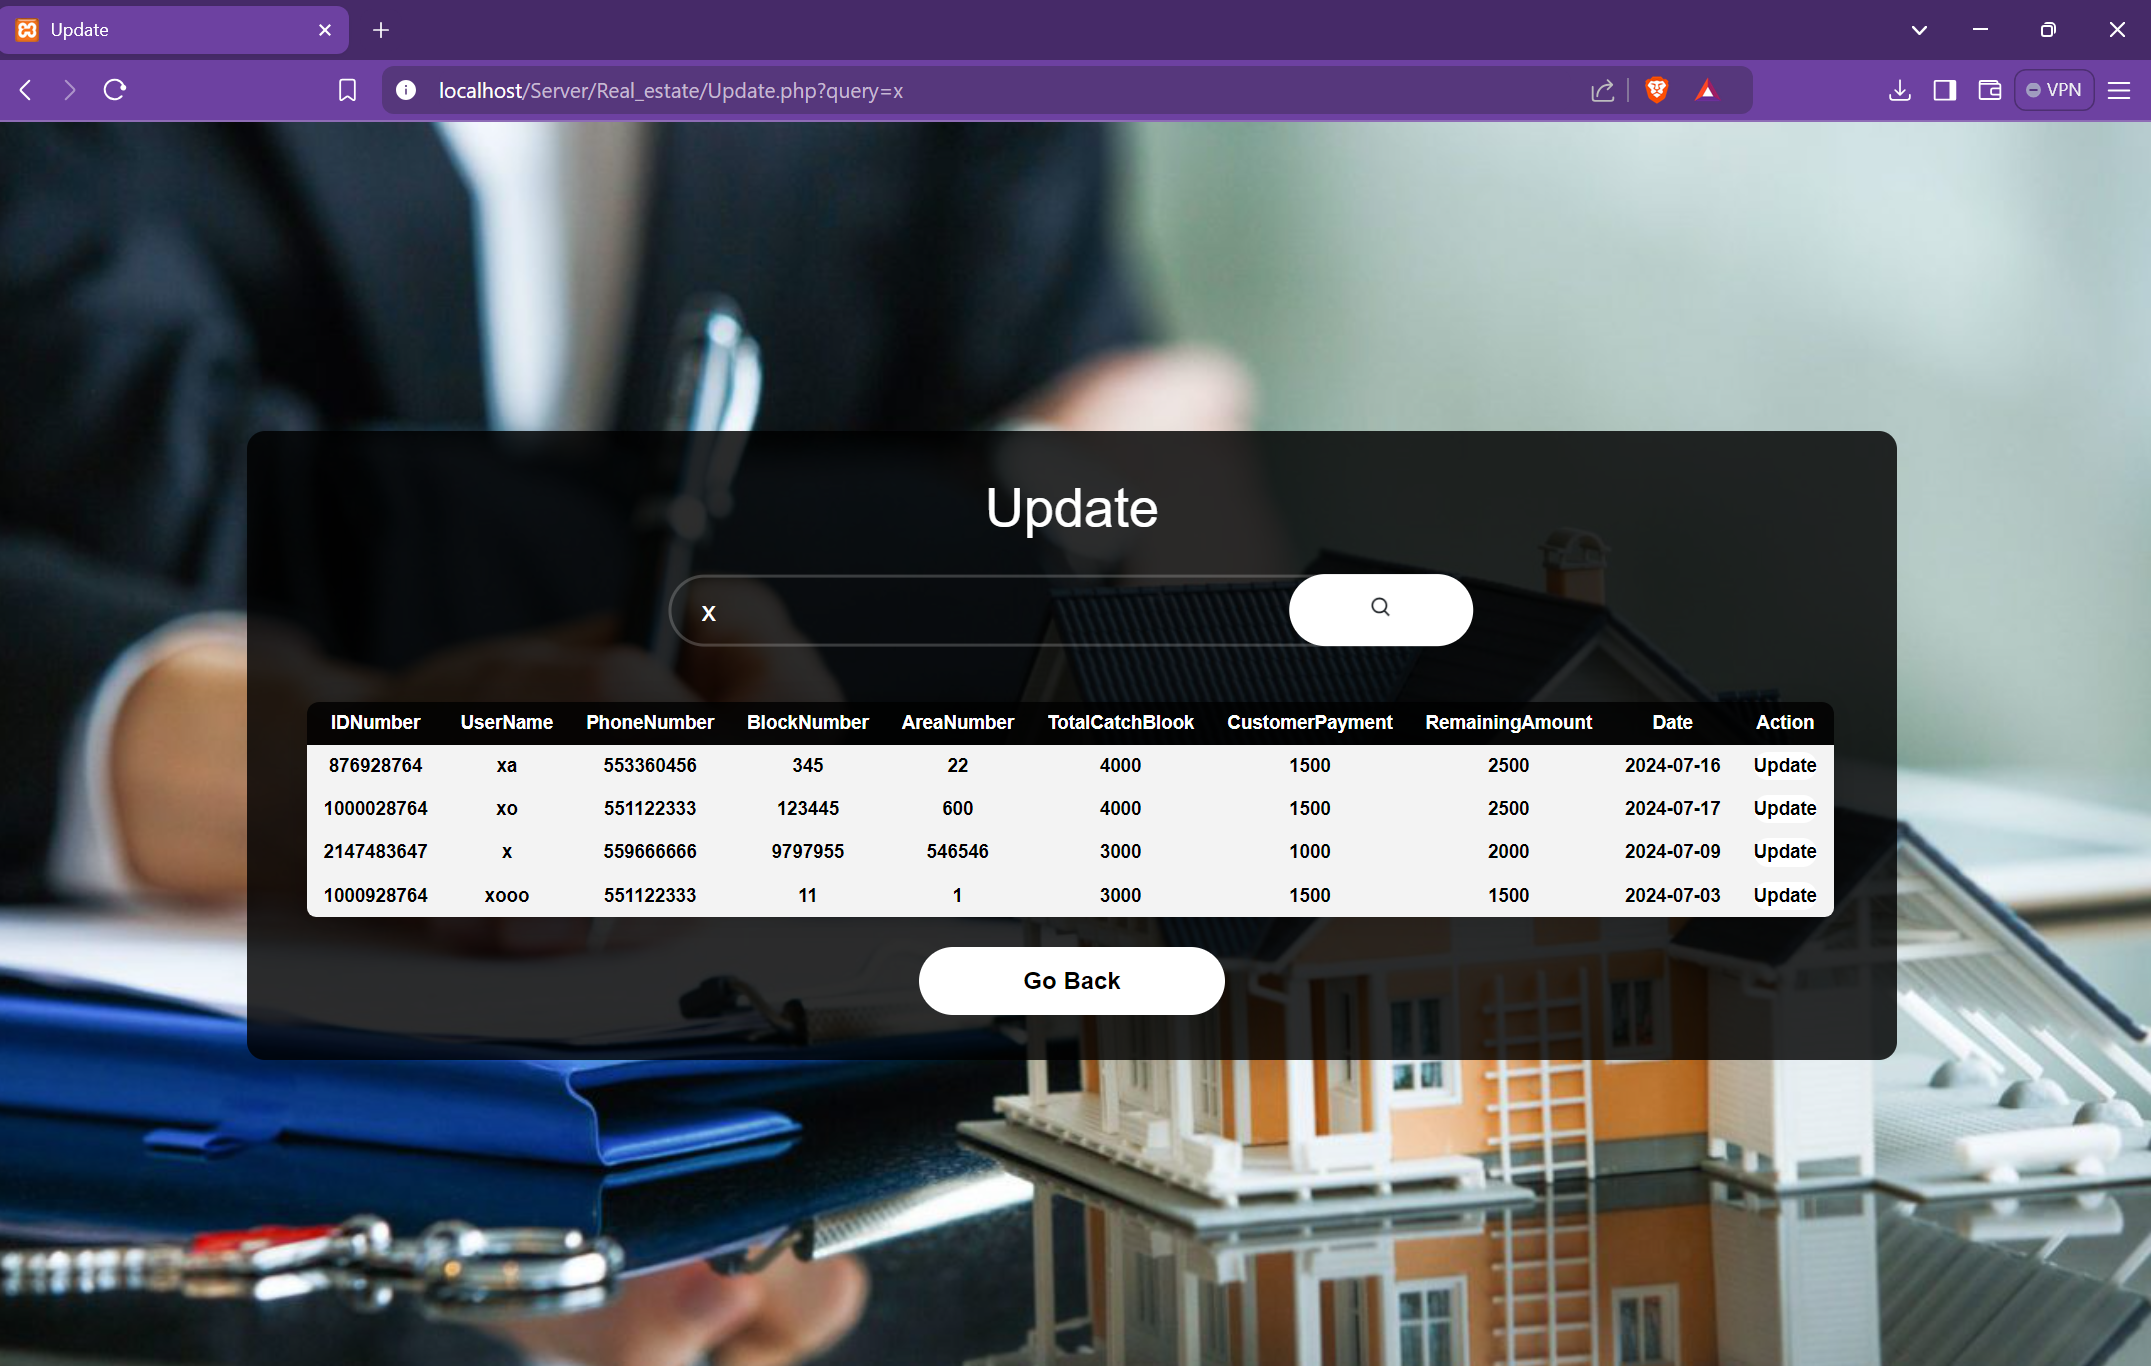 Update
localhost/Server/Real_estate/Update.php?query=x
VPN
Update
x
IDNumber UserName PhoneNumber BlockNumber AreaNumber TotalCatchBlook CustomerPayment RemainingAmount Date Action
876928764 xa 553360456 345 22 4000 1500 2500 2024-07-16 Update
1000028764 xo 551122333 123445 600 4000 1500 2500 2024-07-17 Update
2147483647 x 559666666 9797955 546546 3000 1000 2000 2024-07-09 Update
1000928764 xooo 551122333 11 1 3000 1500 1500 2024-07-03 Update
Go Back